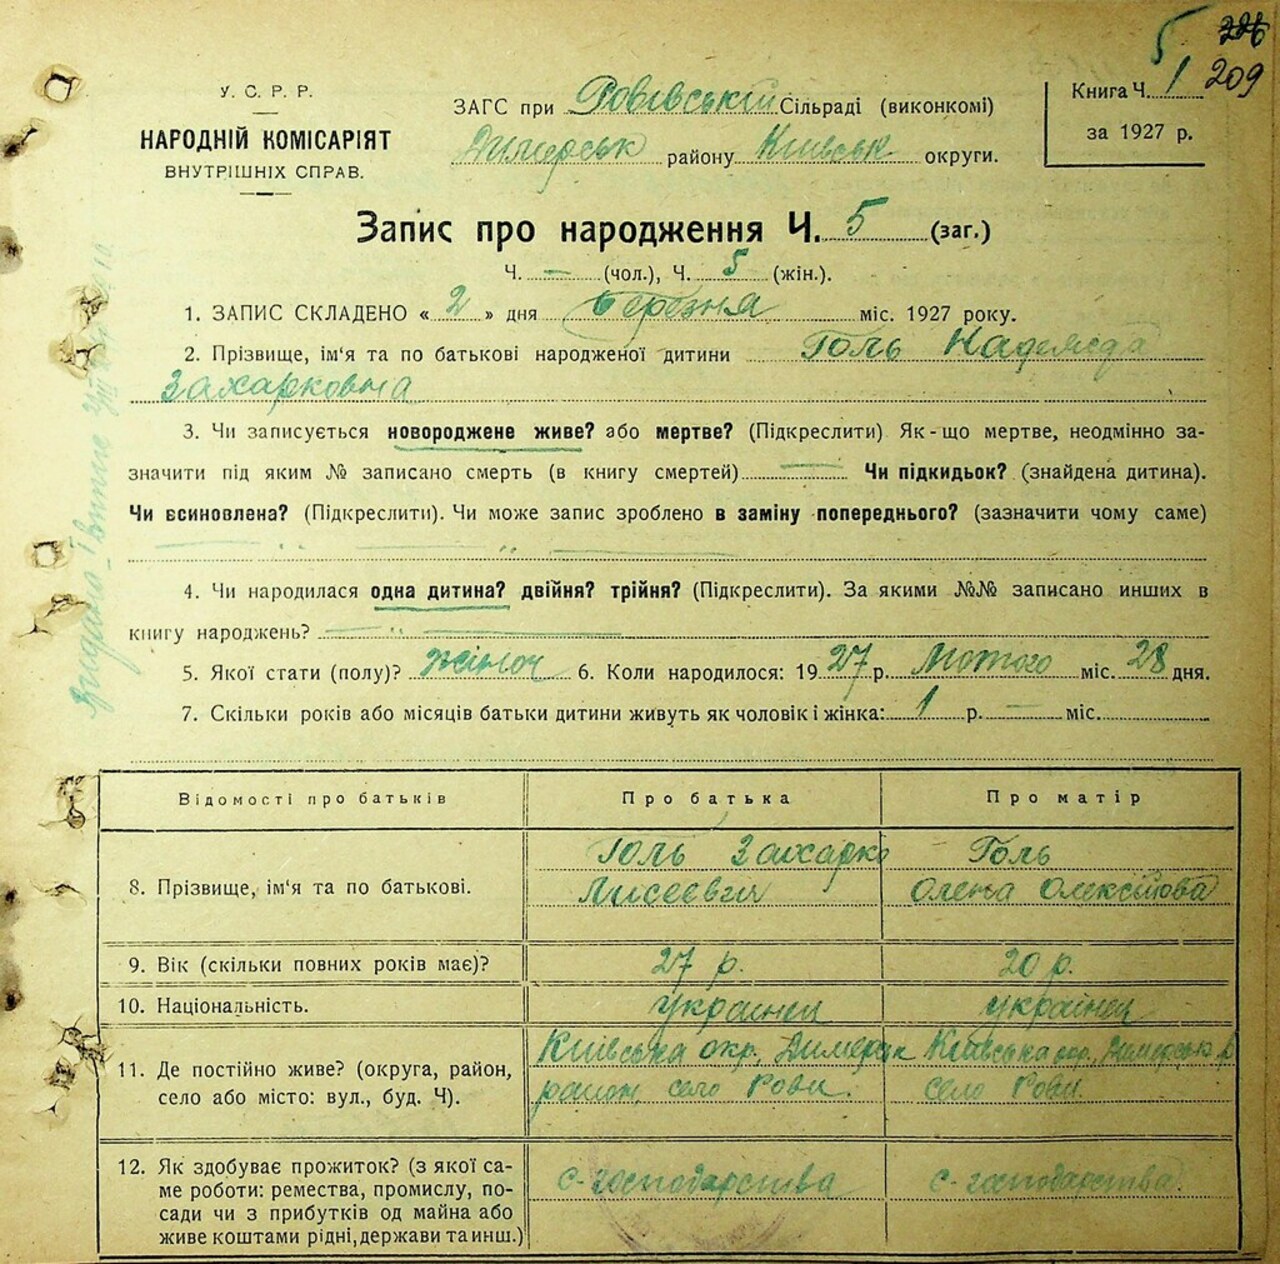 5 226
209
У. С. Р. Р.
НАРОДНІЙ КОМІСАРІЯТ
ВНУТРІШНІХ СПРАВ.
ЗАГС при Ровівській Сільраді (виконкомі)
Димерськ району Київськ округи.
Книга Ч. 1
за 1927 р.
Запис про народження Ч. 5 (заг.)
Ч. — (чол.), Ч. 5 (жін.).
1. ЗАПИС СКЛАДЕНО « 2 » дня березня міс. 1927 року.
2. Прізвище, ім'я та по батькові народженої дитини Голь Надежда
Захарковна
3. Чи записується новороджене живе? або мертве? (Підкреслити) Як-що мертве, неодмінно за-
значити під яким № записано смерть (в книгу смертей) — Чи підкидьок? (знайдена дитина).
Чи всиновлена? (Підкреслити). Чи може запис зроблено в заміну попереднього? (зазначити чому саме)
— " — " —
4. Чи народилася одна дитина? двійня? трійня? (Підкреслити). За якими №№ записано инших в
книгу народжень? — " —
5. Якої стати (полу)? жіноч 6. Коли народилося: 1927 р. Лютого міс. 28 дня.
7. Скільки років або місяців батьки дитини живуть як чоловік і жінка: 1 р. — міс.
Відомості про батьків Про батька Про матір
8. Прізвище, ім'я та по батькові. Голь Захарко Голь
Мисеевич Олена Олексіївна
9. Вік (скільки повних років має)? 27 р. 20 р.
10. Національність. українец українец
11. Де постійно живе? (округа, район, Київська окр., Димерськ Київська окр., Димерськ р
село або місто: вул., буд. Ч). район, село Рови. село Рови.
12. Як здобуває прожиток? (з якої са- с-господарства с-господарства.
ме роботи: ремества, промислу, по-
сади чи з прибутків од майна або
живе коштами рідні, держави та инш.)